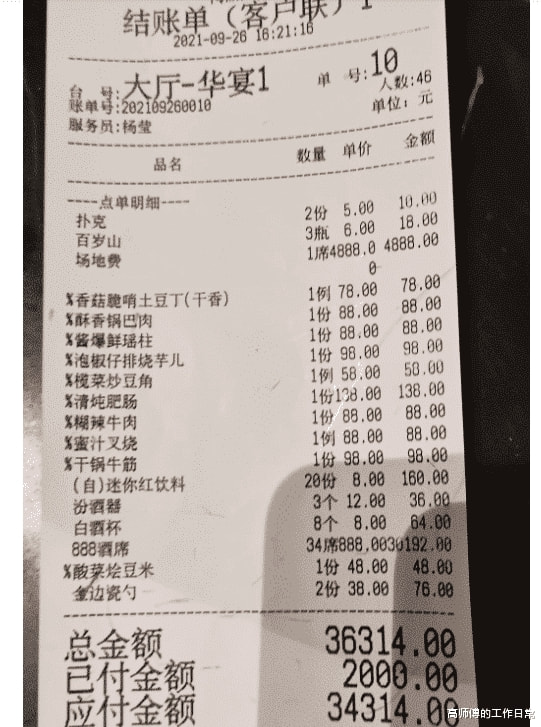 结账单（客户联）1
2021-09-26 16:21:16
台 号:大厅-华宴1 单 号:10
账单号:202109260010 人数:46
服务员:杨莹 单位：元
品名 数量 单价 金额
----点单明细----
扑克 2份 5.00 10.00
百岁山 3瓶 6.00 18.00
场地费 1席4888.0 4888.00
0
%香菇脆哨土豆丁(干香) 1例 78.00 78.00
%酥香锅巴肉 1份 88.00 88.00
%酱爆鲜瑶柱 1份 88.00 88.00
%泡椒仔排烧芋儿 1份 98.00 98.00
%榄菜炒豆角 1例 58.00 58.00
%清炖肥肠 1份138.00 138.00
%糊辣牛肉 1份 88.00 88.00
%蜜汁叉烧 1例 88.00 88.00
%干锅牛筋 1份 98.00 98.00
(自)迷你红饮料 20份 8.00 160.00
汾酒器 3个 12.00 36.00
白酒杯 8个 8.00 64.00
888酒席 34席888.0030192.00
%酸菜烩豆米 1份 48.00 48.00
金边瓷勺 2份 38.00 76.00
总金额 36314.00
已付金额 2000.00
应付金额 34314.00
高师傅的工作日常